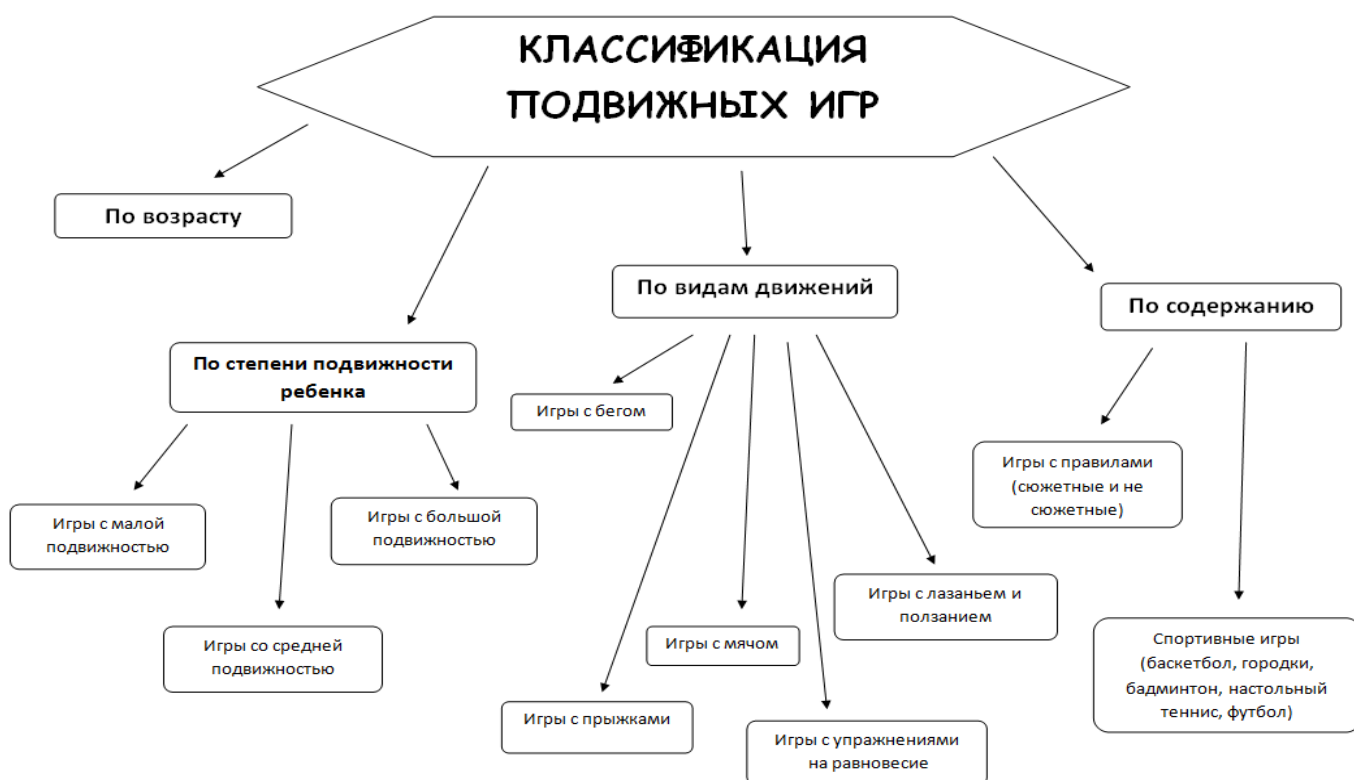 КЛАССИФИКАЦИЯ
ПОДВИЖНЫХ ИГР
По возрасту
По степени подвижности
ребенка
Игры с малой
подвижностью
Игры со средней
подвижностью
Игры с большой
подвижностью
По видам движений
Игры с бегом
Игры с прыжками
Игры с мячом
Игры с упражнениями
на равновесие
Игры с лазаньем и
ползанием
По содержанию
Игры с правилами
(сюжетные и не
сюжетные)
Спортивные игры
(баскетбол, городки,
бадминтон, настольный
теннис, футбол)